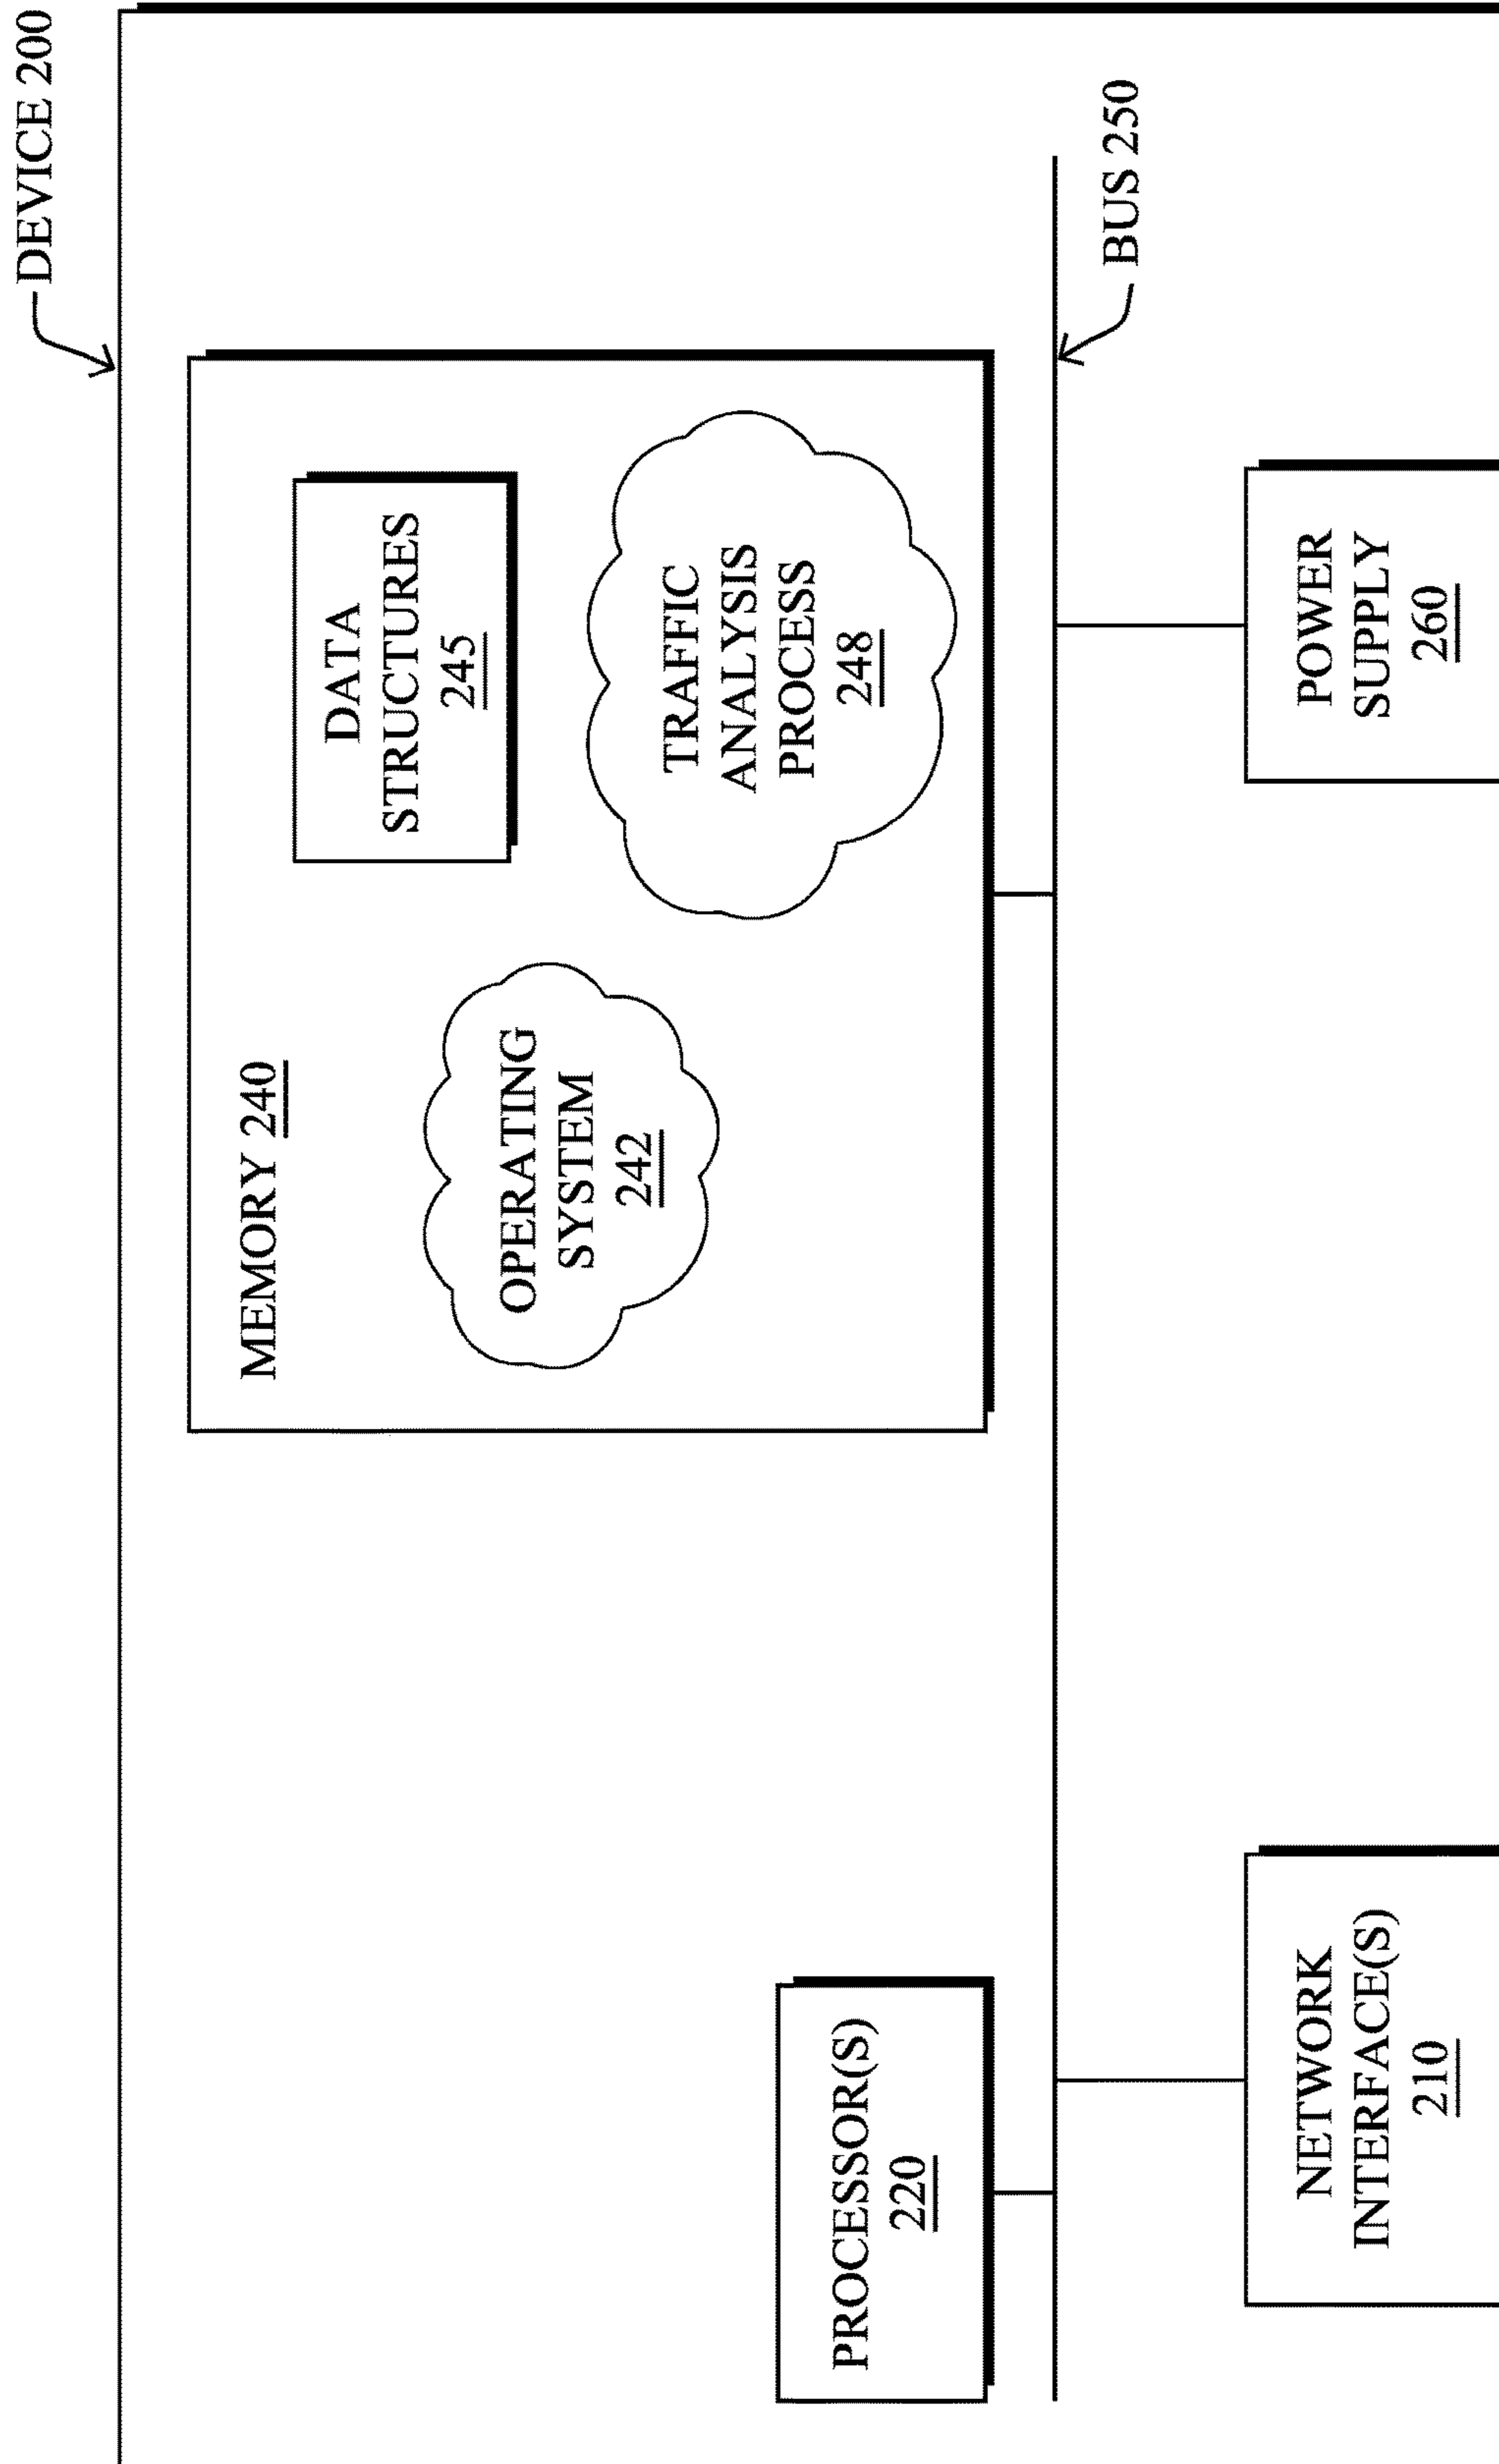 DEVICE 200
MEMORY 240
DATA
STRUCTURES
245
OPERATING
SYSTEM
242
TRAFFIC
ANALYSIS
PROCESS
248
PROCESSOR(S)
220
BUS 250
NETWORK
INTERFACE(S)
210
POWER
SUPPLY
260